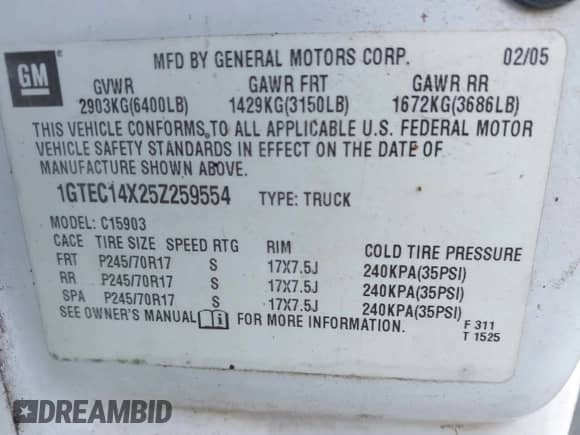 GM
MFD BY GENERAL MOTORS CORP. 02/05
GVWR GAWR FRT GAWR RR
2903KG(6400LB) 1429KG(3150LB) 1672KG(3686LB)
THIS VEHICLE CONFORMS TO ALL APPLICABLE U.S. FEDERAL MOTOR
VEHICLE SAFETY STANDARDS IN EFFECT ON THE DATE OF
MANUFACTURE SHOWN ABOVE.
1GTEC14X25Z259554 TYPE: TRUCK
MODEL: C15903
CACE TIRE SIZE SPEED RTG RIM COLD TIRE PRESSURE
FRT P245/70R17 S 17X7.5J 240KPA(35PSI)
RR P245/70R17 S 17X7.5J 240KPA(35PSI)
SPA P245/70R17 S 17X7.5J 240KPA(35PSI)
SEE OWNER'S MANUAL i FOR MORE INFORMATION.
F 311
T 1525
DREAMBID